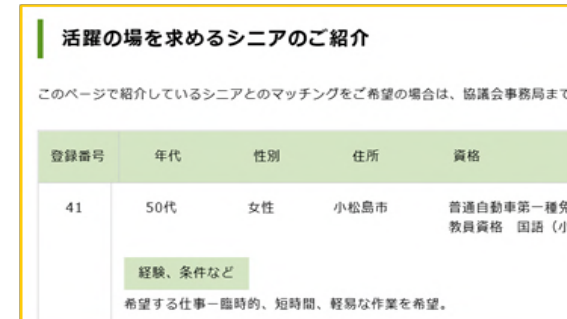 活躍の場を求めるシニアのご紹介
このページで紹介しているシニアとのマッチングをご希望の場合は、協議会事務局まで
登録番号 年代 性別 住所 資格
41 50代 女性 小松島市 普通自動車第一種免
教員資格 国語（小
経験、条件など
希望する仕事－臨時的、短時間、軽易な作業を希望。